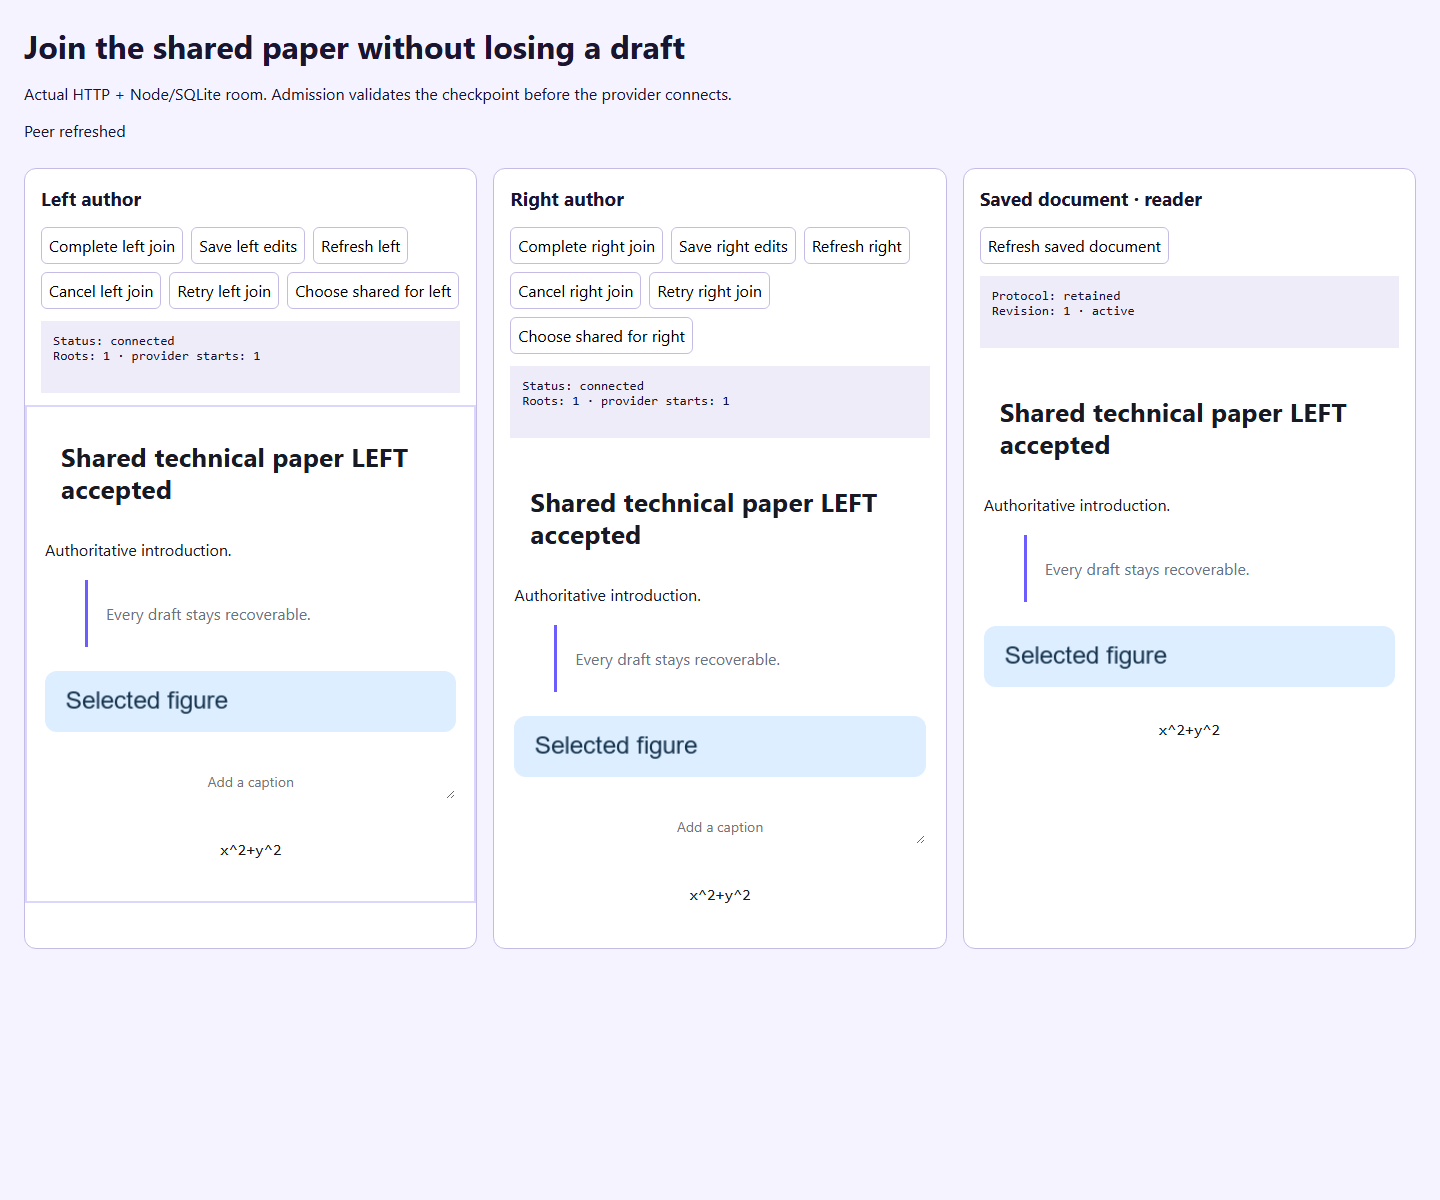 Join the shared paper without losing a draft
Actual HTTP + Node/SQLite room. Admission validates the checkpoint before the provider connects.
Peer refreshed
Left author
Complete left join
Save left edits
Refresh left
Cancel left join
Retry left join
Choose shared for left
Status: connected
Roots: 1 · provider starts: 1
Shared technical paper LEFT
accepted
Authoritative introduction.
Every draft stays recoverable.
Selected figure
Add a caption
x^2+y^2
Right author
Complete right join
Save right edits
Refresh right
Cancel right join
Retry right join
Choose shared for right
Status: connected
Roots: 1 · provider starts: 1
Shared technical paper LEFT
accepted
Authoritative introduction.
Every draft stays recoverable.
Selected figure
Add a caption
x^2+y^2
Saved document · reader
Refresh saved document
Protocol: retained
Revision: 1 · active
Shared technical paper LEFT
accepted
Authoritative introduction.
Every draft stays recoverable.
Selected figure
x^2+y^2